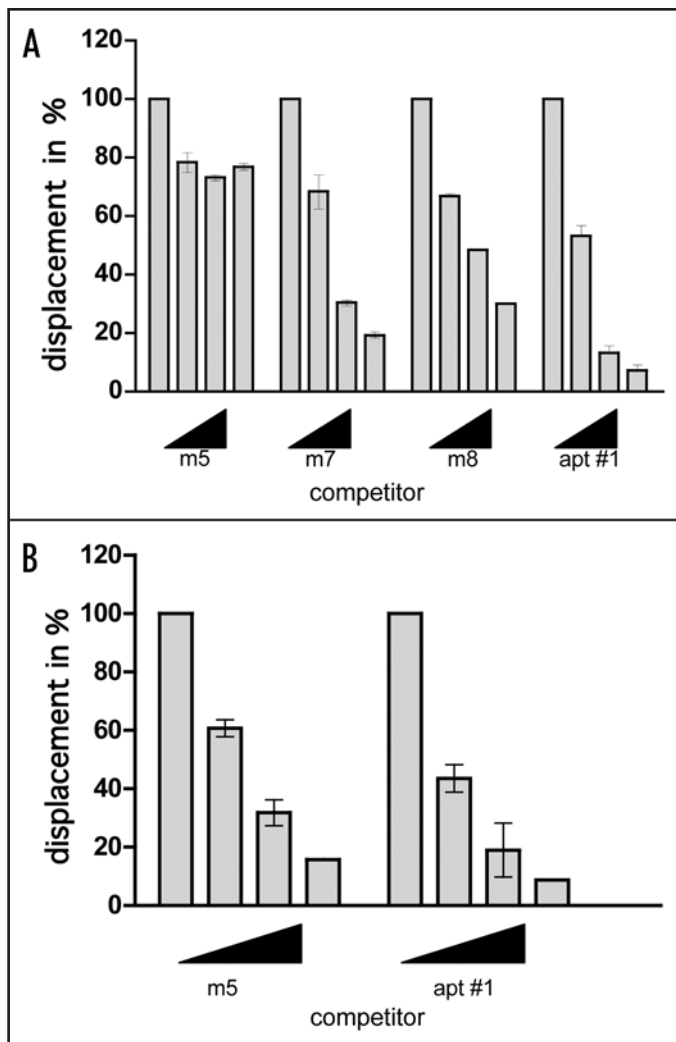 A
displacement in %
120
100
80
60
40
20
0
m5 m7 m8 apt #1
competitor
B
displacement in %
120
100
80
60
40
20
0
m5 apt #1
competitor